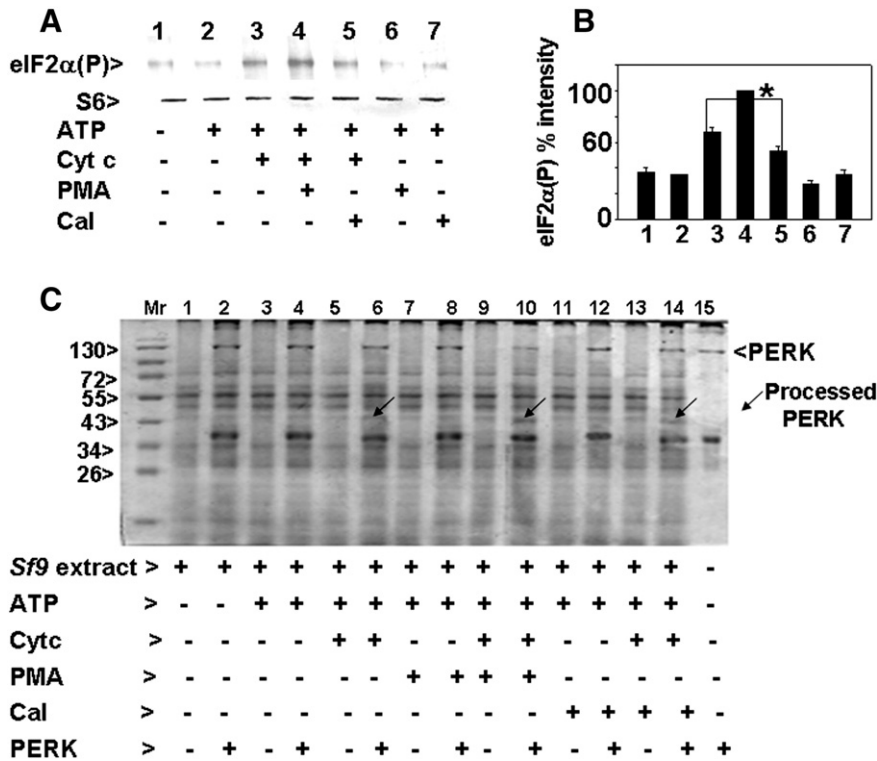 A
1 2 3 4 5 6 7
eIF2α(P)>
S6>
ATP - + + + + + +
Cyt c - - + + + - -
PMA - - - + - + -
Cal - - - - + - +
B
eIF2α(P) % intensity
100
60
0
*
1 2 3 4 5 6 7
C
Mr 1 2 3 4 5 6 7 8 9 10 11 12 13 14 15
130>
72>
55>
43>
34>
26>
<PERK
Processed
PERK
Sf9 extract > + + + + + + + + + + + + + + -
ATP > - - + + + + + + + + + + + + -
Cytc > - - - - + + - - + + - - + + -
PMA > - - - - - - + + + + - - - - -
Cal > - - - - - - - - - - + + + + -
PERK > - + - + - + - + - + - + - + +